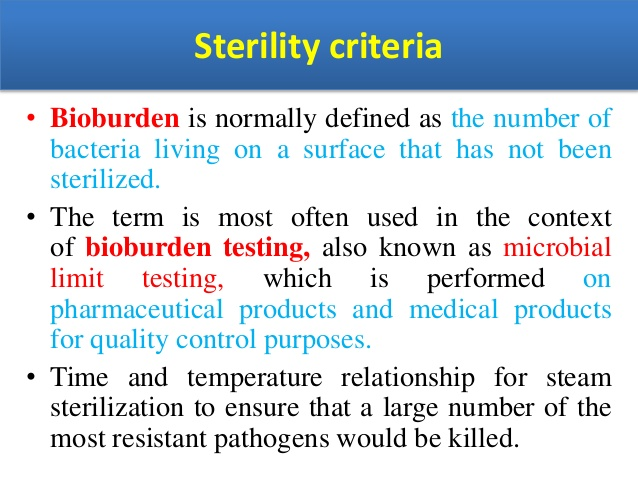 Sterility criteria
• Bioburden is normally defined as the number of
bacteria living on a surface that has not been
sterilized.
• The term is most often used in the context
of bioburden testing, also known as microbial
limit testing, which is performed on
pharmaceutical products and medical products
for quality control purposes.
• Time and temperature relationship for steam
sterilization to ensure that a large number of the
most resistant pathogens would be killed.